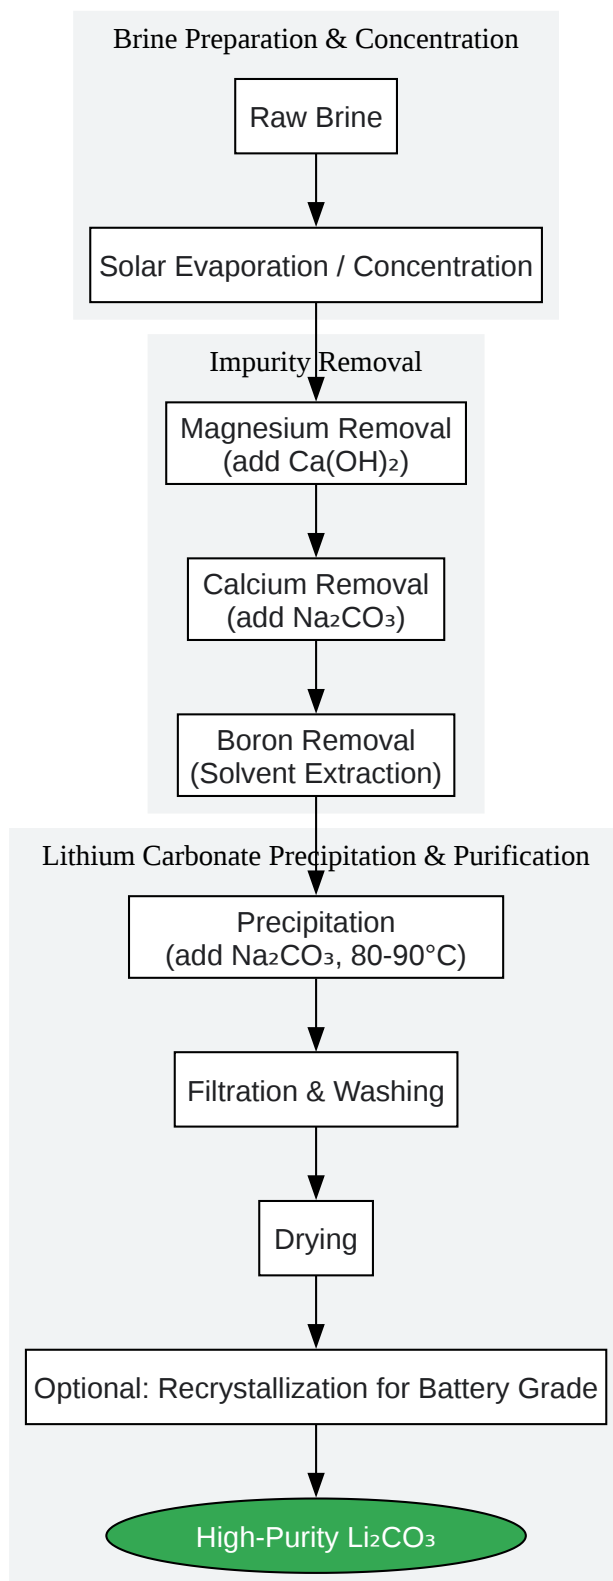 Brine Preparation & Concentration
Raw Brine
Solar Evaporation / Concentration
Impurity Removal
Magnesium Removal
(add Ca(OH)₂)
Calcium Removal
(add Na₂CO₃)
Boron Removal
(Solvent Extraction)
Lithium Carbonate Precipitation & Purification
Precipitation
(add Na₂CO₃, 80-90°C)
Filtration & Washing
Drying
Optional: Recrystallization for Battery Grade
High-Purity Li₂CO₃